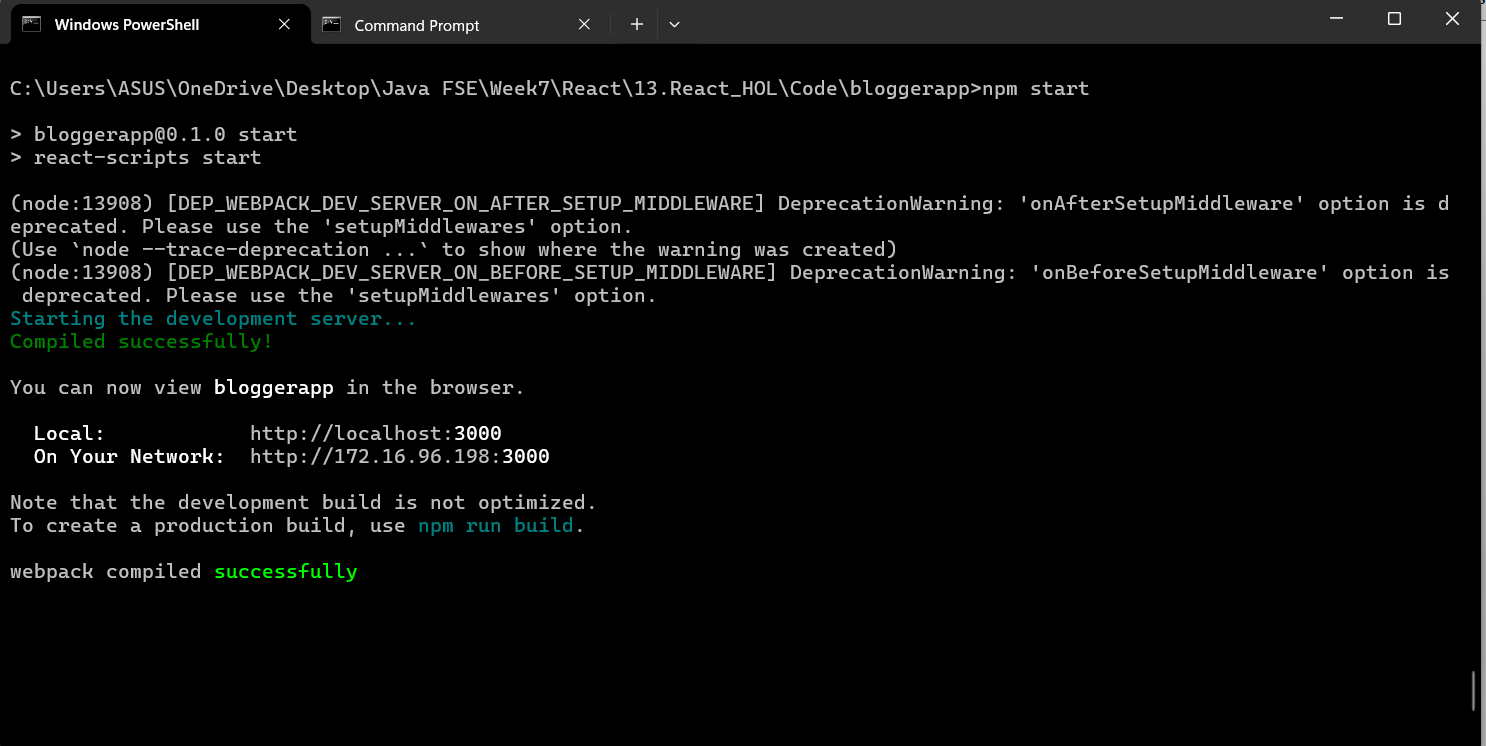 Windows PowerShell
Command Prompt
C:\Users\ASUS\OneDrive\Desktop\Java FSE\Week7\React\13.React_HOL\Code\bloggerapp>npm start
> bloggerapp@0.1.0 start
> react-scripts start
(node:13908) [DEP_WEBPACK_DEV_SERVER_ON_AFTER_SETUP_MIDDLEWARE] DeprecationWarning: 'onAfterSetupMiddleware' option is d
eprecated. Please use the 'setupMiddlewares' option.
(Use `node --trace-deprecation ...` to show where the warning was created)
(node:13908) [DEP_WEBPACK_DEV_SERVER_ON_BEFORE_SETUP_MIDDLEWARE] DeprecationWarning: 'onBeforeSetupMiddleware' option is
 deprecated. Please use the 'setupMiddlewares' option.
Starting the development server...
Compiled successfully!
You can now view bloggerapp in the browser.
  Local:            http://localhost:3000
  On Your Network:  http://172.16.96.198:3000
Note that the development build is not optimized.
To create a production build, use npm run build.
webpack compiled successfully